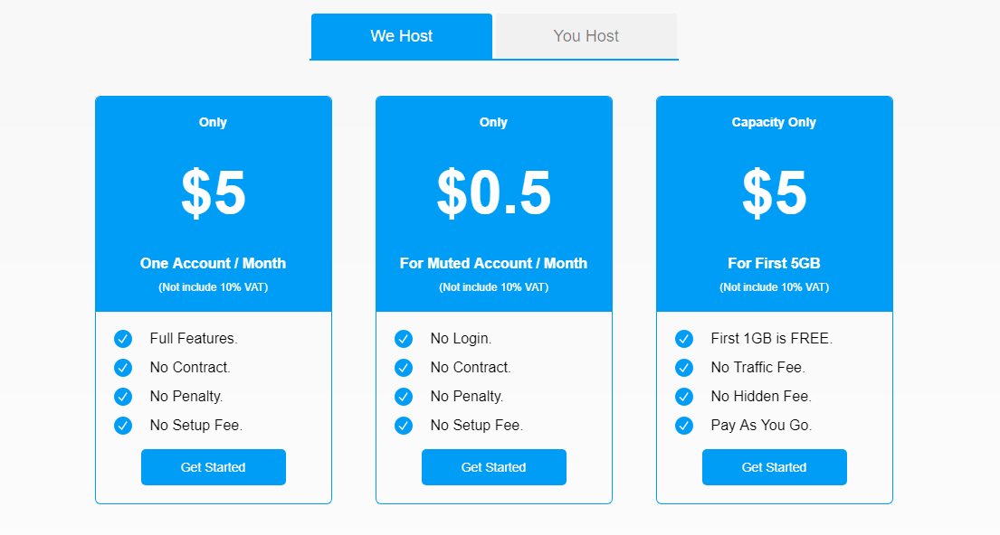 We Host
You Host
Only
$5
One Account / Month
(Not include 10% VAT)
Full Features.
No Contract.
No Penalty.
No Setup Fee.
Get Started
Only
$0.5
For Muted Account / Month
(Not include 10% VAT)
No Login.
No Contract.
No Penalty.
No Setup Fee.
Get Started
Capacity Only
$5
For First 5GB
(Not include 10% VAT)
First 1GB is FREE.
No Traffic Fee.
No Hidden Fee.
Pay As You Go.
Get Started